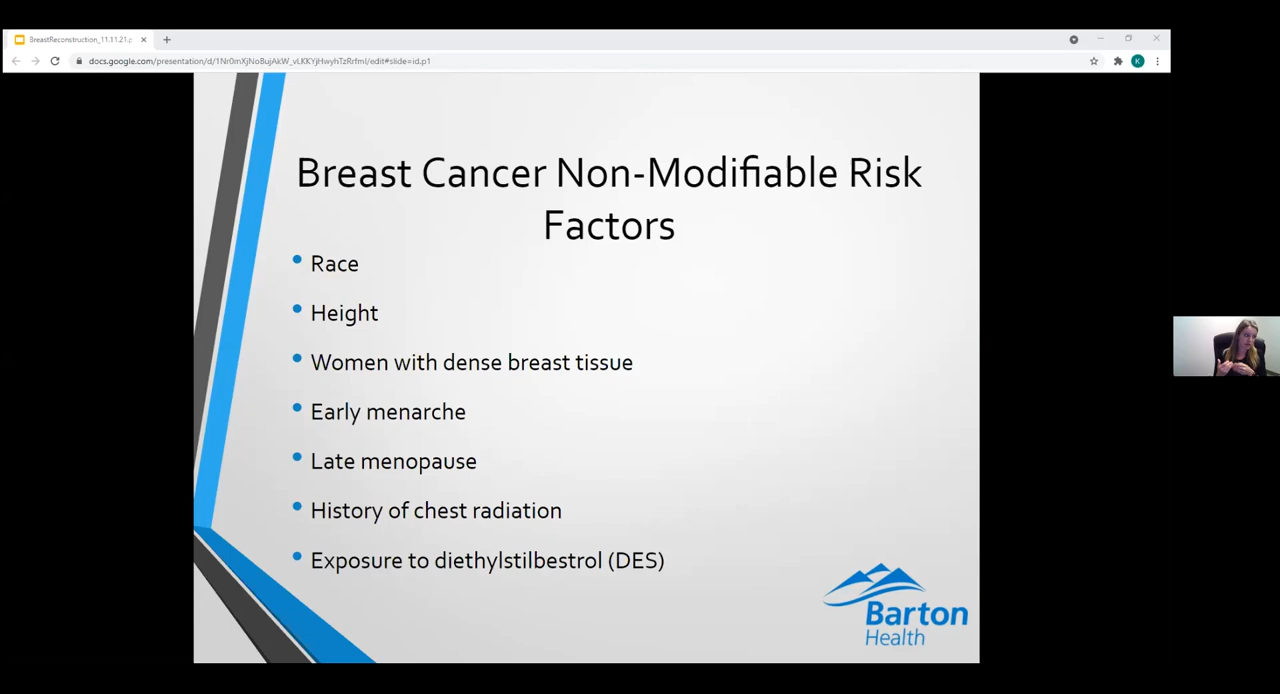 BreastReconstruction_11.11.21.p
docs.google.com/presentation/d/1Nr0mXjNoBujAkW_vLKKYjHwyhTzRrfmI/edit#slide=id.p1
K
Breast Cancer Non-Modifiable Risk
Factors
• Race
• Height
• Women with dense breast tissue
• Early menarche
• Late menopause
• History of chest radiation
• Exposure to diethylstilbestrol (DES)
Barton
Health